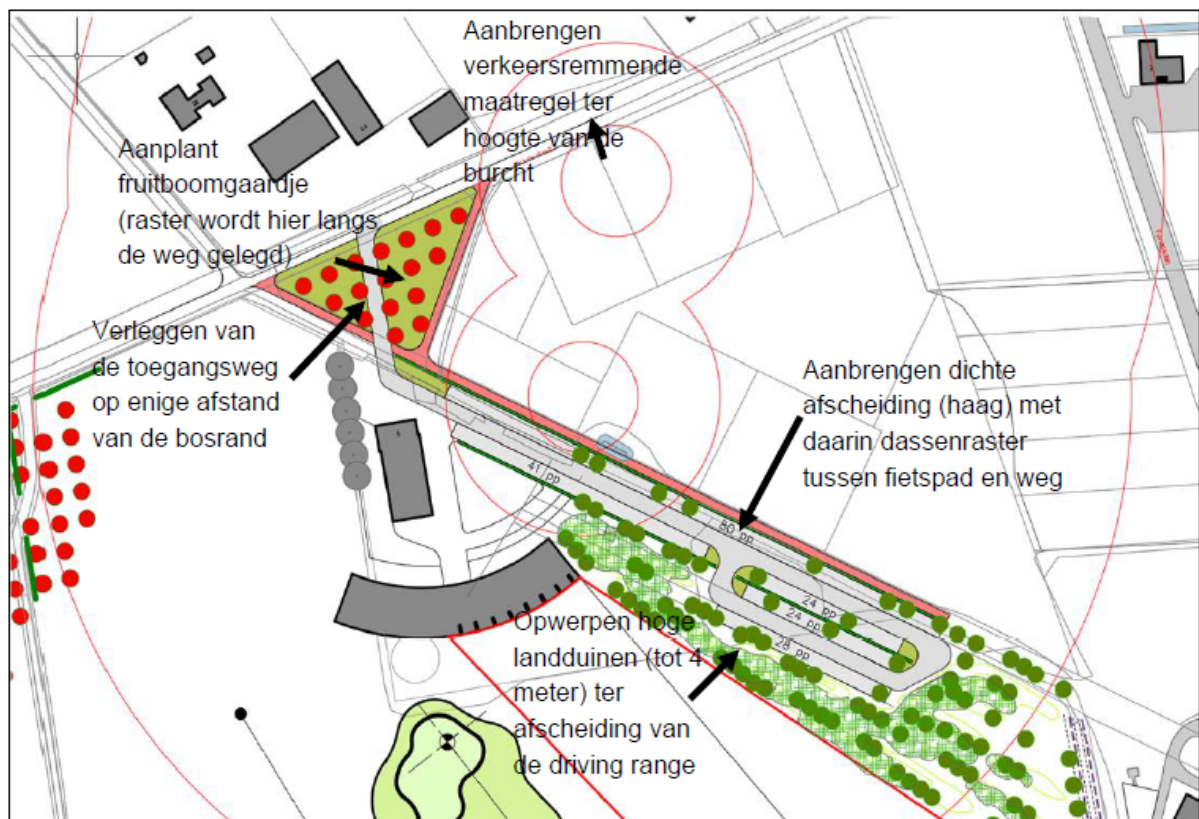 Aanbrengen
verkeersremmende
maatregel ter
hoogte van de
burcht
Aanplant
fruitboomgaardje
(raster wordt hier langs
de weg gelegd)
Verleggen van
de toegangsweg
op enige afstand
van de bosrand
Aanbrengen dichte
afscheiding (haag) met
daarin dassenraster
tussen fietspad en weg
41 PP
80 PP
24 PP
24 PP
28 PP
Opwerpen hoge
landduinen (tot 4
meter) ter
afscheiding van
de driving range